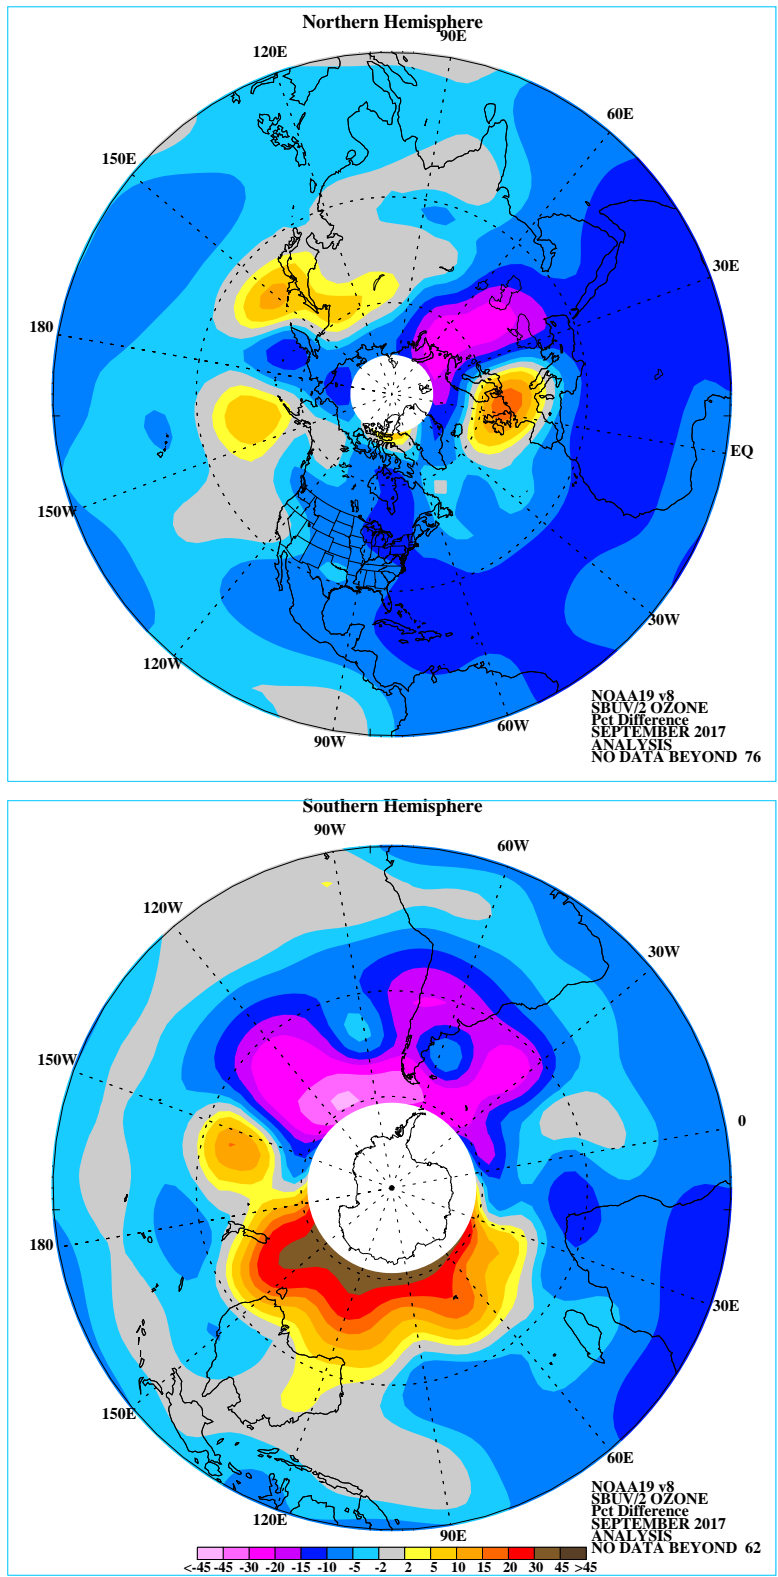 Northern Hemisphere
90E
120E
60E
150E
30E
180
EQ
150W
30W
120W
60W
90W
NOAA19 v8
SBUV/2 OZONE
Pct Difference
SEPTEMBER 2017
ANALYSIS
NO DATA BEYOND 76
Southern Hemisphere
90W
60W
120W
30W
150W
0
180
30E
150E
60E
120E
90E
NOAA19 v8
SBUV/2 OZONE
Pct Difference
SEPTEMBER 2017
ANALYSIS
NO DATA BEYOND 62
<-45 -45 -30 -20 -15 -10 -5 -2 2 5 10 15 20 30 45 >45